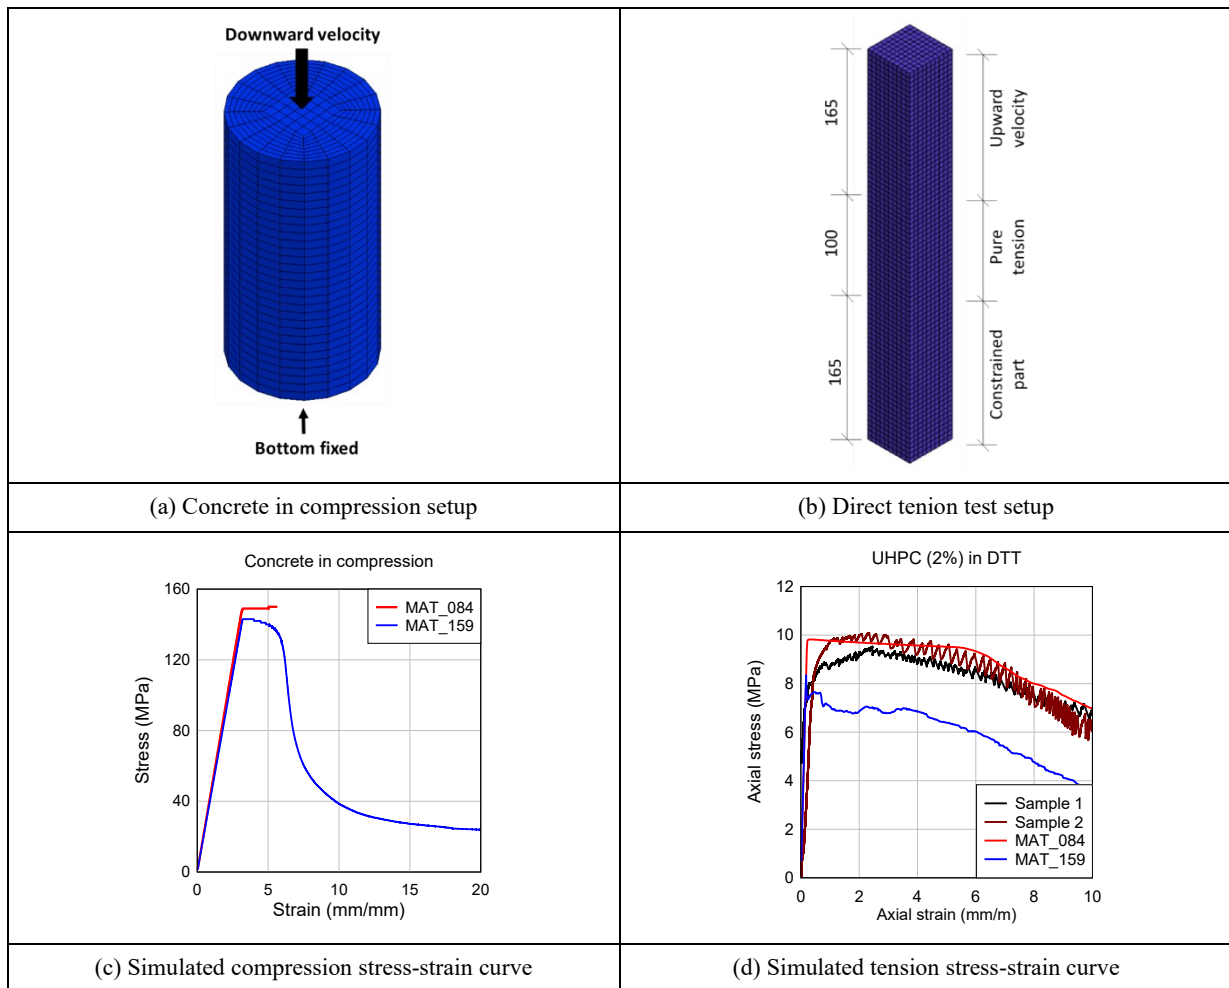 Downward velocity
Bottom fixed
165
100
165
Upward
velocity
Pure
tension
Constrained
part
(a) Concrete in compression setup
(b) Direct tenion test setup
Concrete in compression
160
120
80
40
0
0
5
10
15
20
Stress (MPa)
Strain (mm/mm)
MAT_084
MAT_159
UHPC (2%) in DTT
12
10
8
6
4
2
0
0
2
4
6
8
10
Axial stress (MPa)
Axial strain (mm/m)
Sample 1
Sample 2
MAT_084
MAT_159
(c) Simulated compression stress-strain curve
(d) Simulated tension stress-strain curve